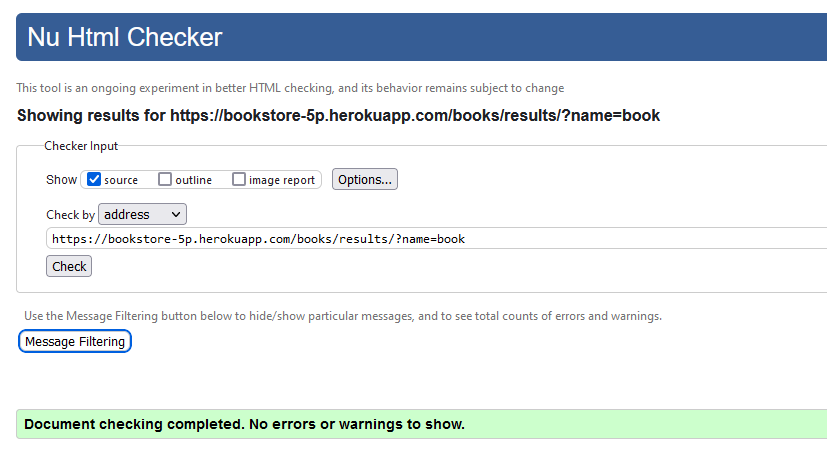 Nu Html Checker
This tool is an ongoing experiment in better HTML checking, and its behavior remains subject to change
Showing results for https://bookstore-5p.herokuapp.com/books/results/?name=book
Checker Input
Show source outline image report Options...
Check by address
https://bookstore-5p.herokuapp.com/books/results/?name=book
Check
Use the Message Filtering button below to hide/show particular messages, and to see total counts of errors and warnings.
Message Filtering
Document checking completed. No errors or warnings to show.